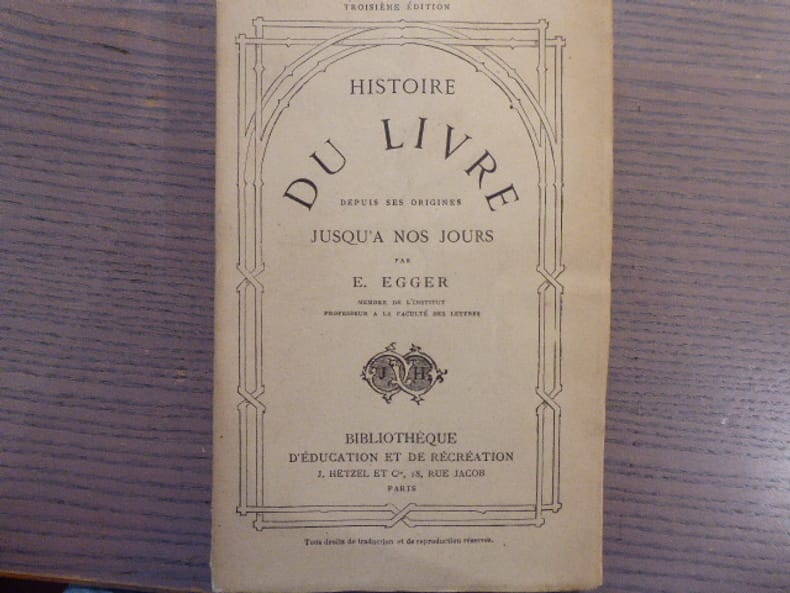 TROISIÈME ÉDITION
HISTOIRE
DU LIVRE
DEPUIS SES ORIGINES
JUSQU'A NOS JOURS
PAR
E. EGGER
MEMBRE DE L'INSTITUT
PROFESSEUR A LA FACULTÉ DES LETTRES
J H
BIBLIOTHÈQUE
D'ÉDUCATION ET DE RÉCRÉATION
J. HETZEL ET Cie, 18, RUE JACOB
PARIS
Tous droits de traduction et de reproduction réservés.